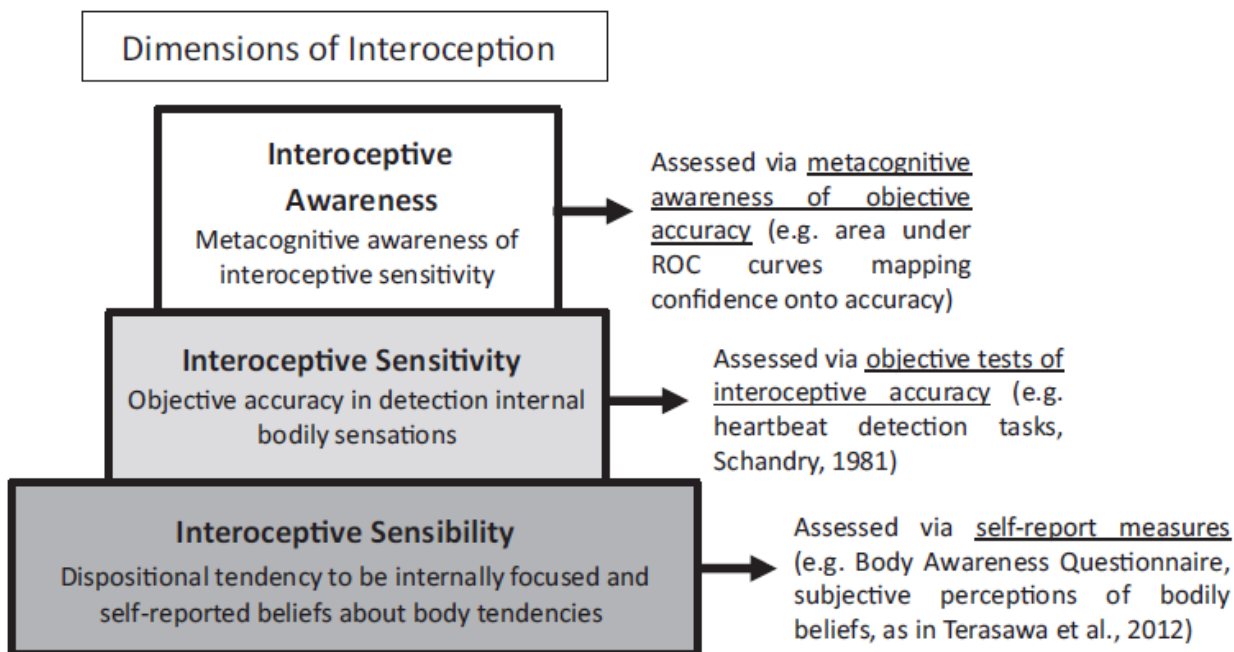 Dimensions of Interoception
Interoceptive
Awareness
Metacognitive awareness of
interoceptive sensitivity
Assessed via metacognitive
awareness of objective
accuracy (e.g. area under
ROC curves mapping
confidence onto accuracy)
Interoceptive Sensitivity
Objective accuracy in detection internal
bodily sensations
Assessed via objective tests of
interoceptive accuracy (e.g.
heartbeat detection tasks,
Schandry, 1981)
Interoceptive Sensibility
Dispositional tendency to be internally focused and
self-reported beliefs about body tendencies
Assessed via self-report measures
(e.g. Body Awareness Questionnaire,
subjective perceptions of bodily
beliefs, as in Terasawa et al., 2012)